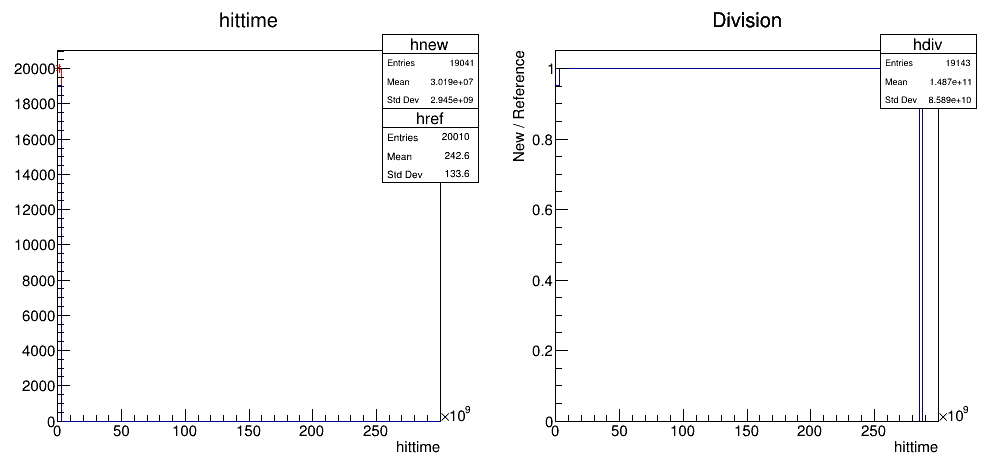 hittime
hnew
Entries 19041
Mean 3.019e+07
Std Dev 2.945e+09
href
Entries 20010
Mean 242.6
Std Dev 133.6
20000
18000
16000
14000
12000
10000
8000
6000
4000
2000
0
0 50 100 150 200 250
×10⁹
hittime
Division
hdiv
Entries 19143
Mean 1.487e+11
Std Dev 8.589e+10
New / Reference
1
0.8
0.6
0.4
0.2
0
0 50 100 150 200 250
×10⁹
hittime